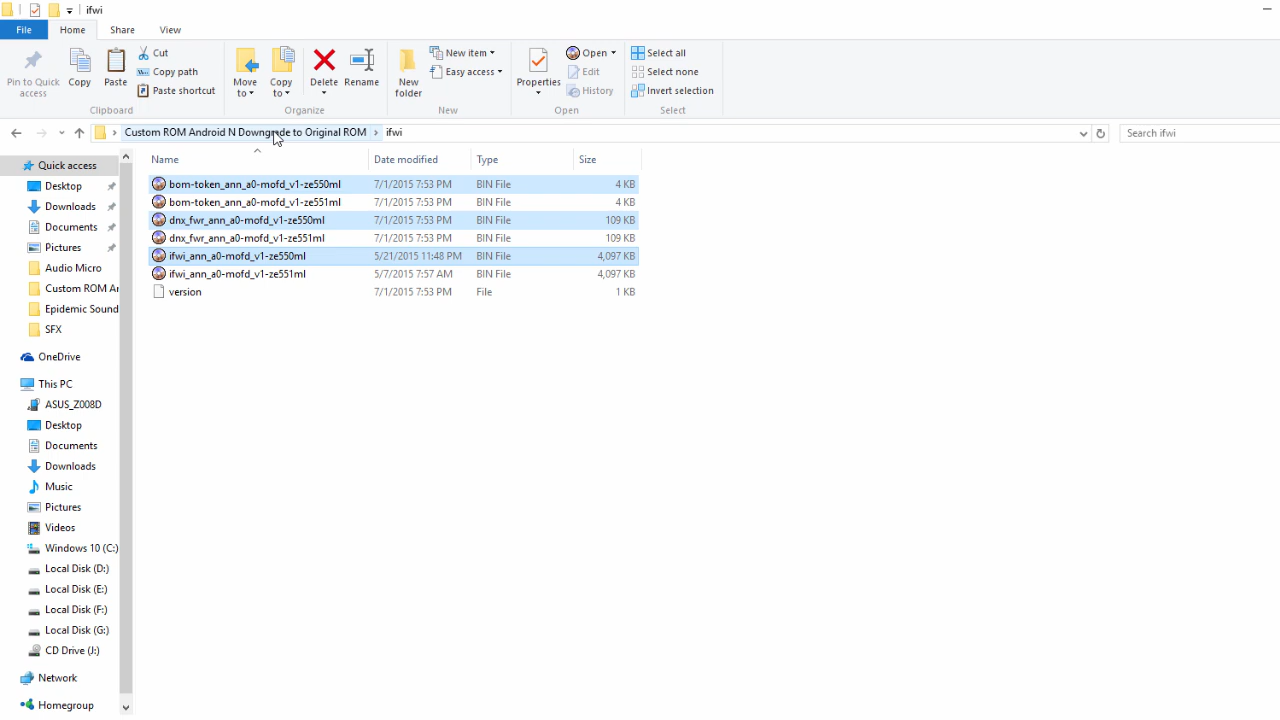 ifwi
File Home Share View
Pin to Quick access
Copy
Paste
Cut
Copy path
Paste shortcut
Clipboard
Move to
Copy to
Delete
Rename
Organize
New folder
New item
Easy access
New
Properties
Open
Edit
History
Open
Select all
Select none
Invert selection
Select
Custom ROM Android N Downgrade to Original ROM ifwi
Search ifwi
Name Date modified Type Size
bom-token_ann_a0-mofd_v1-ze550ml 7/1/2015 7:53 PM BIN File 4 KB
bom-token_ann_a0-mofd_v1-ze551ml 7/1/2015 7:53 PM BIN File 4 KB
dnx_fwr_ann_a0-mofd_v1-ze550ml 7/1/2015 7:53 PM BIN File 109 KB
dnx_fwr_ann_a0-mofd_v1-ze551ml 7/1/2015 7:53 PM BIN File 109 KB
ifwi_ann_a0-mofd_v1-ze550ml 5/21/2015 11:48 PM BIN File 4,097 KB
ifwi_ann_a0-mofd_v1-ze551ml 5/7/2015 7:57 AM BIN File 4,097 KB
version 7/1/2015 7:53 PM File 1 KB
Quick access
Desktop
Downloads
Documents
Pictures
Audio Micro
Custom ROM Ar
Epidemic Sound
SFX
OneDrive
This PC
ASUS_Z008D
Desktop
Documents
Downloads
Music
Pictures
Videos
Windows 10 (C:)
Local Disk (D:)
Local Disk (E:)
Local Disk (F:)
Local Disk (G:)
CD Drive (J:)
Network
Homegroup